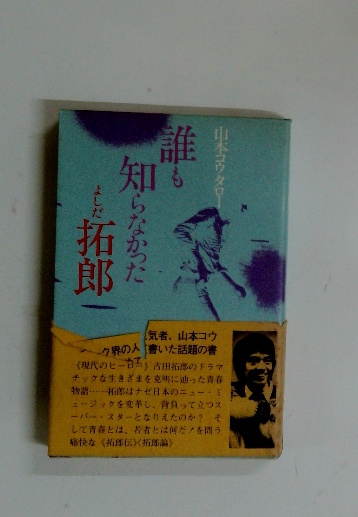 山本コウタロー
誰も
知らなかった
よしだ
拓郎
気者、山本コウ
ク界の人
書いた話題の書
《現代のヒーロー》吉田拓郎のドラマ
チックな生きざまを克明に辿った青春
物語……拓郎はナゼ日本のニュー・ミ
ュージックを変革し、背負って立つス
ーパー・スターとなりえたのか? そ
して青春とは、若者とは何だ!を問う
痛快な《拓郎伝》《拓郎論》